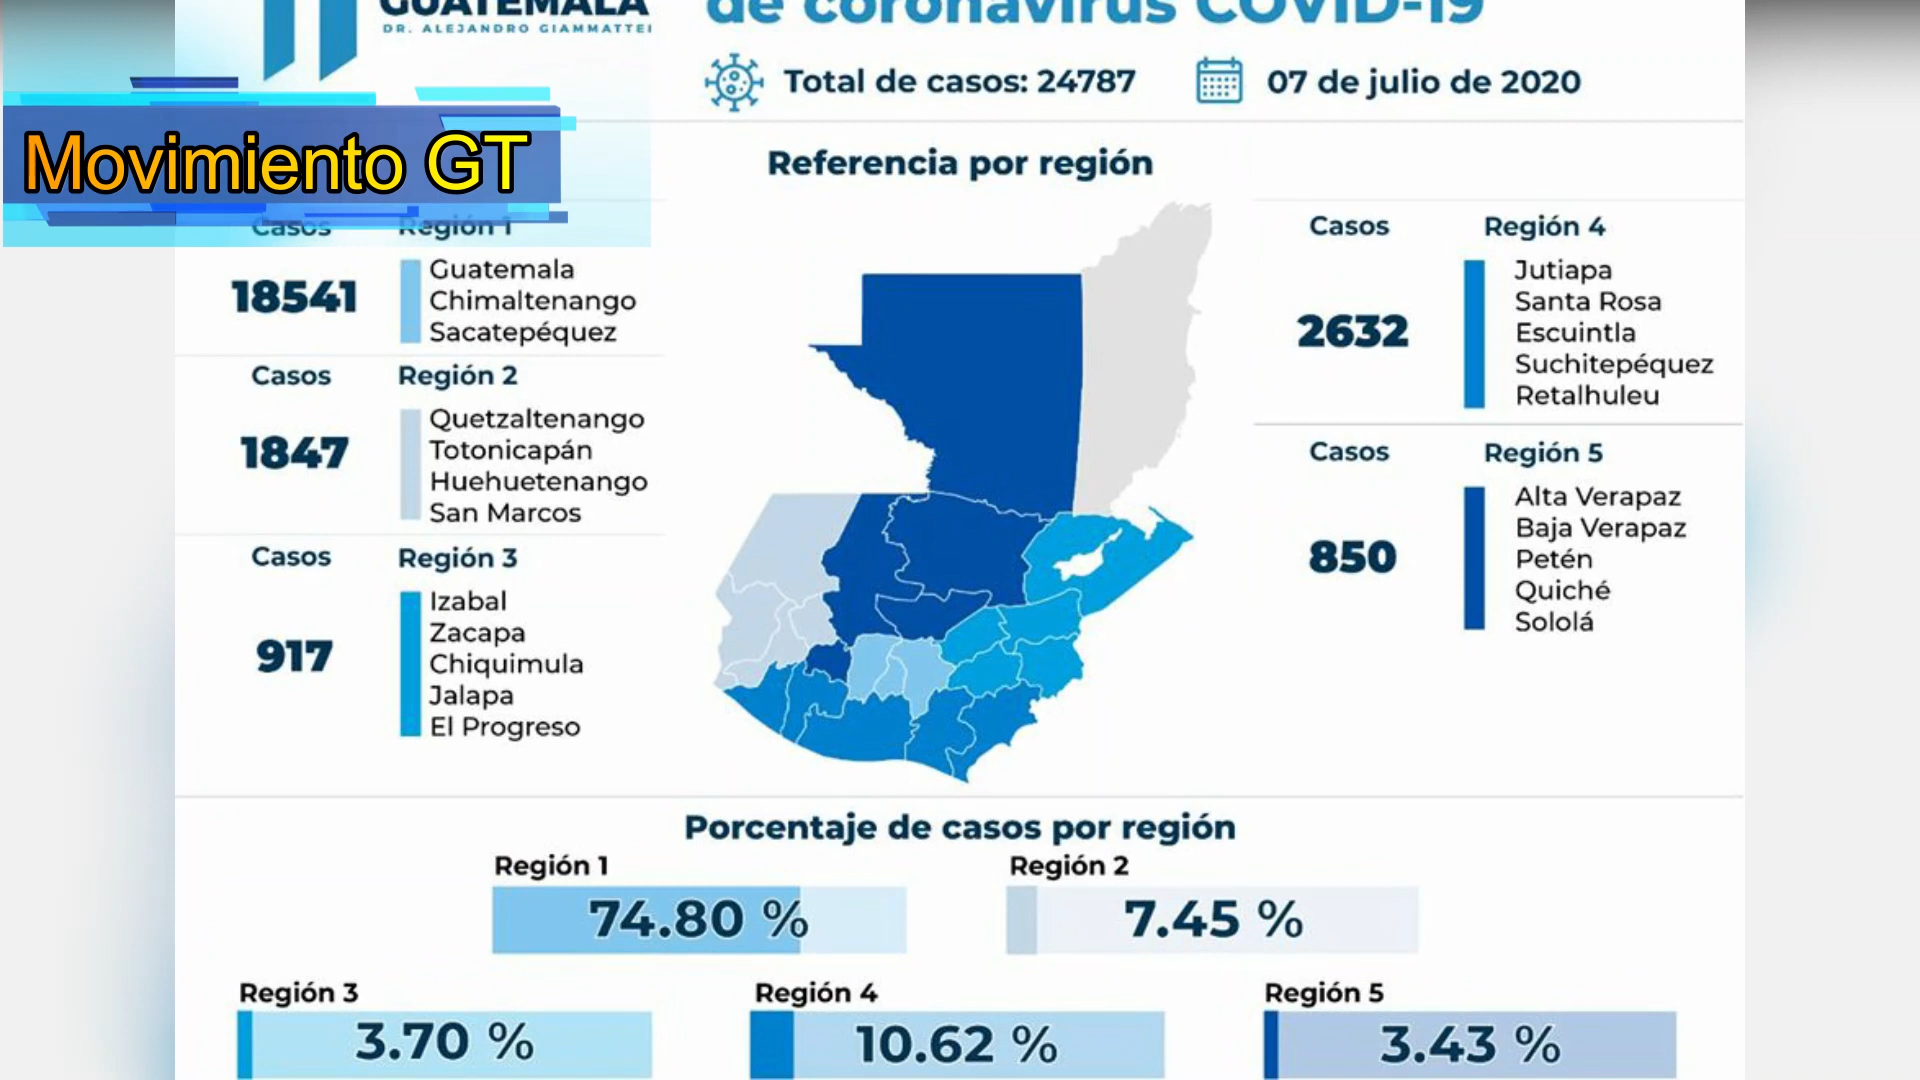 GUATEMALA
DR. ALEJANDRO GIAMMATTEI
de coronavirus COVID-19
Total de casos: 24787
07 de julio de 2020
Movimiento GT
Referencia por región
Casos
Región 1
18541
Guatemala
Chimaltenango
Sacatepéquez
Casos
Región 2
1847
Quetzaltenango
Totonicapán
Huehuetenango
San Marcos
Casos
Región 3
917
Izabal
Zacapa
Chiquimula
Jalapa
El Progreso
Casos
Región 4
2632
Jutiapa
Santa Rosa
Escuintla
Suchitepéquez
Retalhuleu
Casos
Región 5
850
Alta Verapaz
Baja Verapaz
Petén
Quiché
Sololá
Porcentaje de casos por región
Región 1
74.80 %
Región 2
7.45 %
Región 3
3.70 %
Región 4
10.62 %
Región 5
3.43 %